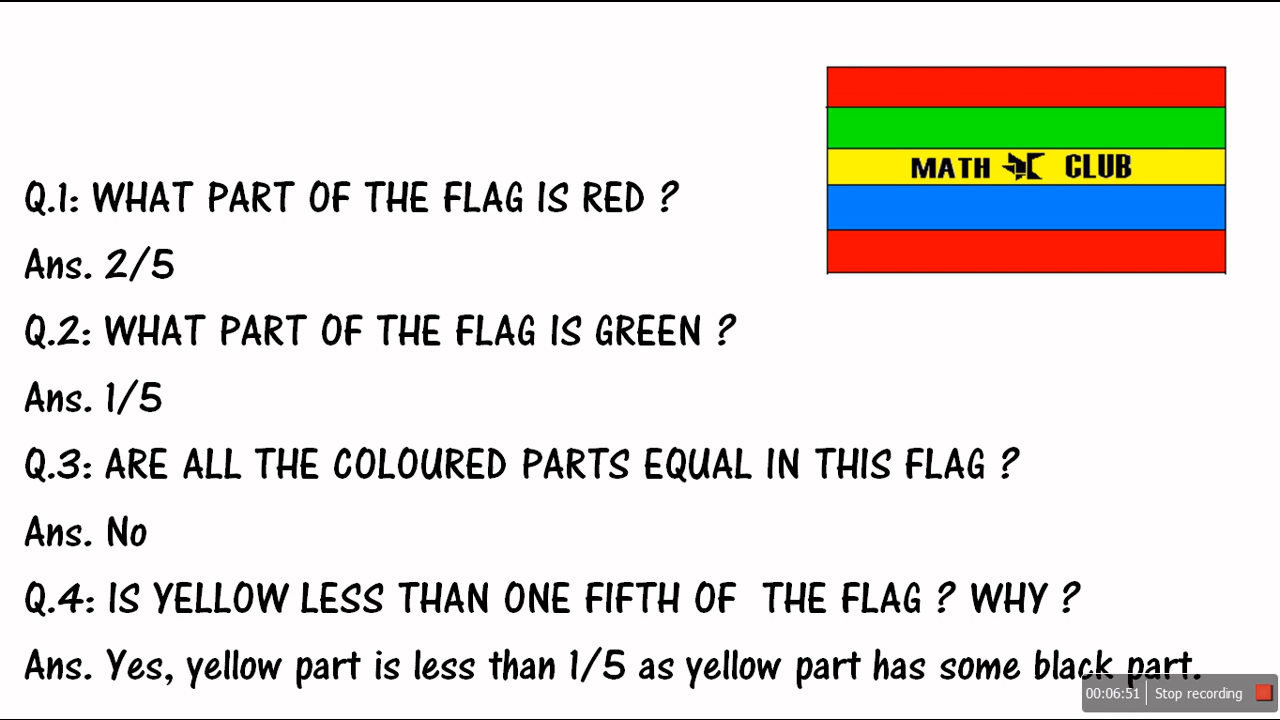 MATH CLUB
Q.1: WHAT PART OF THE FLAG IS RED ?
Ans. 2/5
Q.2: WHAT PART OF THE FLAG IS GREEN ?
Ans. 1/5
Q.3: ARE ALL THE COLOURED PARTS EQUAL IN THIS FLAG ?
Ans. No
Q.4: IS YELLOW LESS THAN ONE FIFTH OF THE FLAG ? WHY ?
Ans. Yes, yellow part is less than 1/5 as yellow part has some black part.
00:06:51 Stop recording